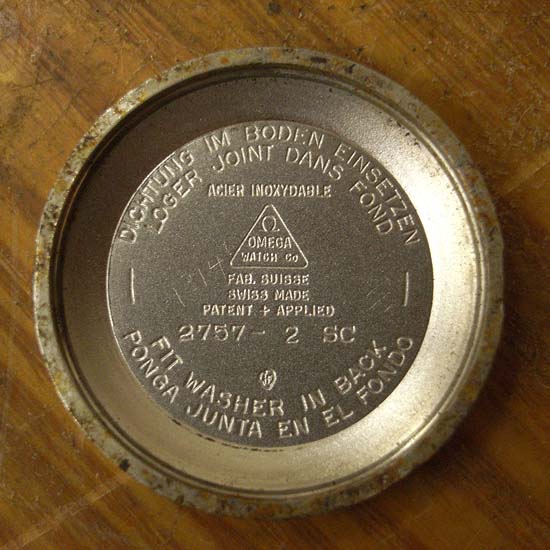 DICHTUNG IM BODEN EINSETZEN
LOGER JOINT DANS FOND
ACIER INOXYDABLE
Ω
OMEGA
WATCH Co
FAB. SUISSE
SWISS MADE
PATENT + APPLIED
2757- 2 SC
FIT WASHER IN BACK
PONGA JUNTA EN EL FONDO